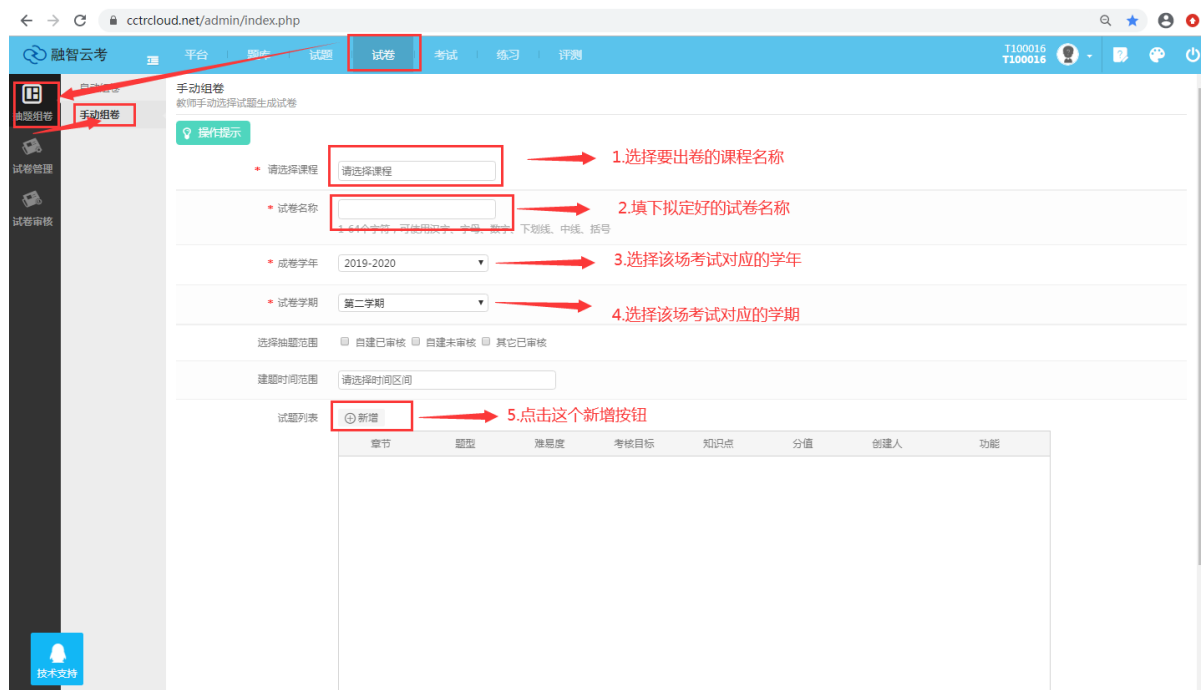 cctrcloud.net/admin/index.php
融智云考
平台 题库 试题 试卷 考试 练习 评测
T100016
T100016
抽题组卷
试卷管理
试卷审核
自动组卷
手动组卷
手动组卷
教师手动选择试题生成试卷
操作提示
* 请选择课程 请选择课程 1.选择要出卷的课程名称
* 试卷名称 2.填下拟定好的试卷名称
1-64个字符，可使用汉字、字母、数字、下划线、中线、括号
* 成卷学年 2019-2020 3.选择该场考试对应的学年
* 试卷学期 第二学期 4.选择该场考试对应的学期
选择抽题范围 自建已审核 自建未审核 其它已审核
建题时间范围 请选择时间区间
试题列表 新增 5.点击这个新增按钮
章节 题型 难易度 考核目标 知识点 分值 创建人 功能
技术支持